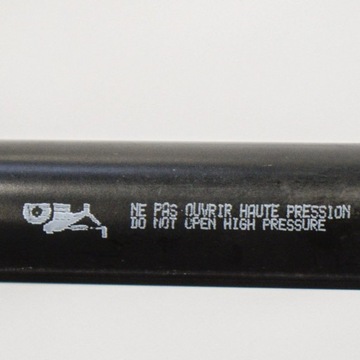 NE PAS OUVRIR HAUTE PRESSION
DO NOT OPEN HIGH PRESSURE